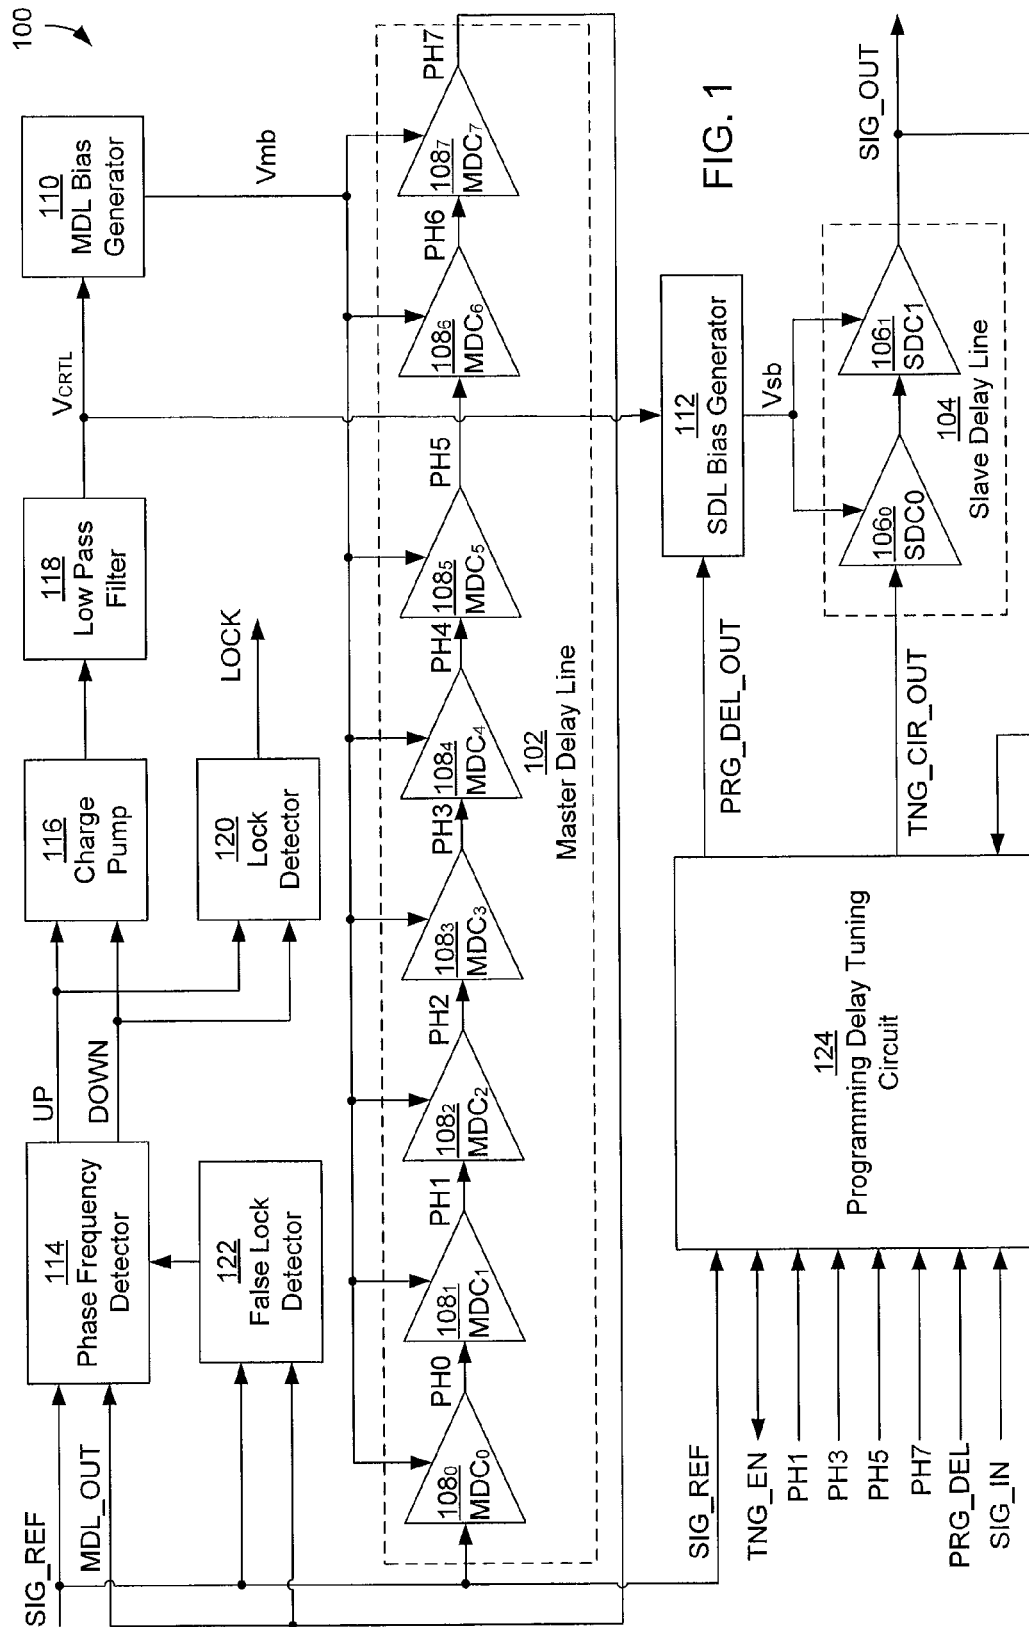 100
SIG_REF
MDL_OUT
114
Phase Frequency
Detector
UP
DOWN
116
Charge
Pump
118
Low Pass
Filter
VCRTL
110
MDL Bias
Generator
Vmb
122
False Lock
Detector
120
Lock
Detector
LOCK
1080
MDC0
PH0
1081
MDC1
PH1
1082
MDC2
PH2
1083
MDC3
PH3
1084
MDC4
PH4
1085
MDC5
PH5
1086
MDC6
PH6
1087
MDC7
PH7
102
Master Delay Line
FIG. 1
SIG_REF
TNG_EN
PH1
PH3
PH5
PH7
PRG_DEL
SIG_IN
124
Programming Delay Tuning
Circuit
PRG_DEL_OUT
TNG_CIR_OUT
112
SDL Bias Generator
Vsb
1060
SDC0
1061
SDC1
104
Slave Delay Line
SIG_OUT